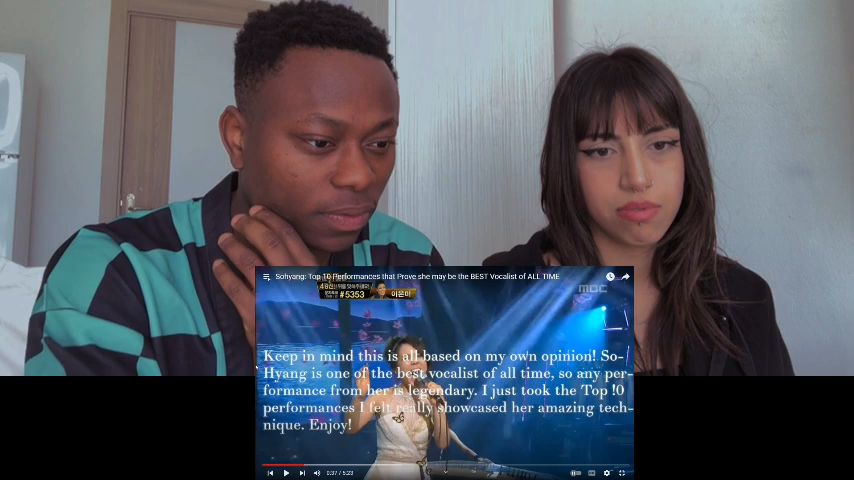 Sohyang: Top 10 Performances that Prove she may be the BEST Vocalist of ALL TIME
#5353
이은미
MBC
Keep in mind this is all based on my own opinion! So-
Hyang is one of the best vocalist of all time, so any per-
formance from her is legendary. I just took the Top !0
performances I felt really showcased her amazing tech-
nique. Enjoy!
0:37 / 5:23